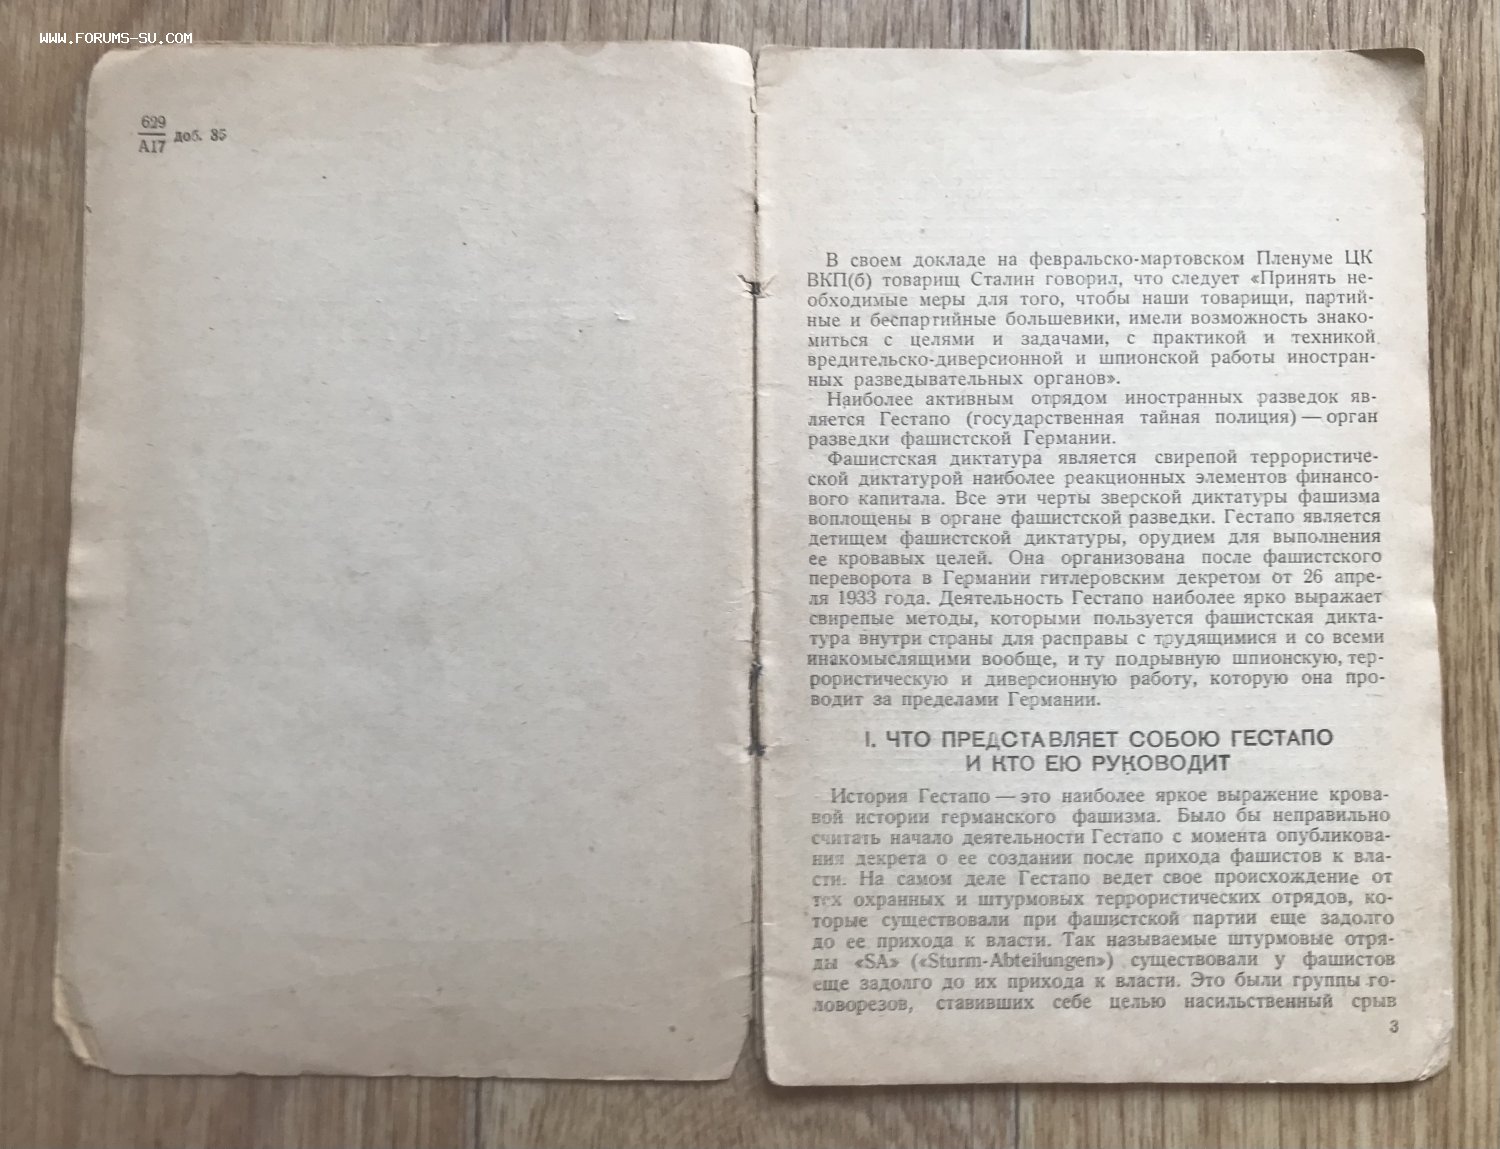 WWW.FORUMS-SU.COM
629
А17
доб. 35
В своем докладе на февральско-мартовском Пленуме ЦК
ВКП(б) товарищ Сталин говорил, что следует «Принять не-
обходимые меры для того, чтобы наши товарищи, партий-
ные и беспартийные большевики, имели возможность знако-
миться с целями и задачами, с практикой и техникой
вредительско-диверсионной и шпионской работы иностран-
ных разведывательных органов».
Наиболее активным отрядом иностранных разведок яв-
ляется Гестапо (государственная тайная полиция) — орган
разведки фашистской Германии.
Фашистская диктатура является свирепой террористиче-
ской диктатурой наиболее реакционных элементов финансо-
вого капитала. Все эти черты зверской диктатуры фашизма
воплощены в органе фашистской разведки. Гестапо является
детищем фашистской диктатуры, орудием для выполнения
ее кровавых целей. Она организована после фашистского
переворота в Германии гитлеровским декретом от 26 апре-
ля 1933 года. Деятельность Гестапо наиболее ярко выражает
свирепые методы, которыми пользуется фашистская дикта-
тура внутри страны для расправы с трудящимися и со всеми
инакомыслящими вообще, и ту подрывную шпионскую, тер-
рористическую и диверсионную работу, которую она про-
водит за пределами Германии.
I. ЧТО ПРЕДСТАВЛЯЕТ СОБОЮ ГЕСТАПО
И КТО ЕЮ РУКОВОДИТ
История Гестапо — это наиболее яркое выражение крова-
вой истории германского фашизма. Было бы неправильно
считать начало деятельности Гестапо с момента опубликова-
ния декрета о ее создании после прихода фашистов к вла-
сти. На самом деле Гестапо ведет свое происхождение от
тех охранных и штурмовых террористических отрядов, ко-
торые существовали при фашистской партии еще задолго
до ее прихода к власти. Так называемые штурмовые отря-
ды «SA» («Sturm-Abteilungen») существовали у фашистов
еще задолго до их прихода к власти. Это были группы го-
ловорезов, ставивших себе целью насильственный срыв
3